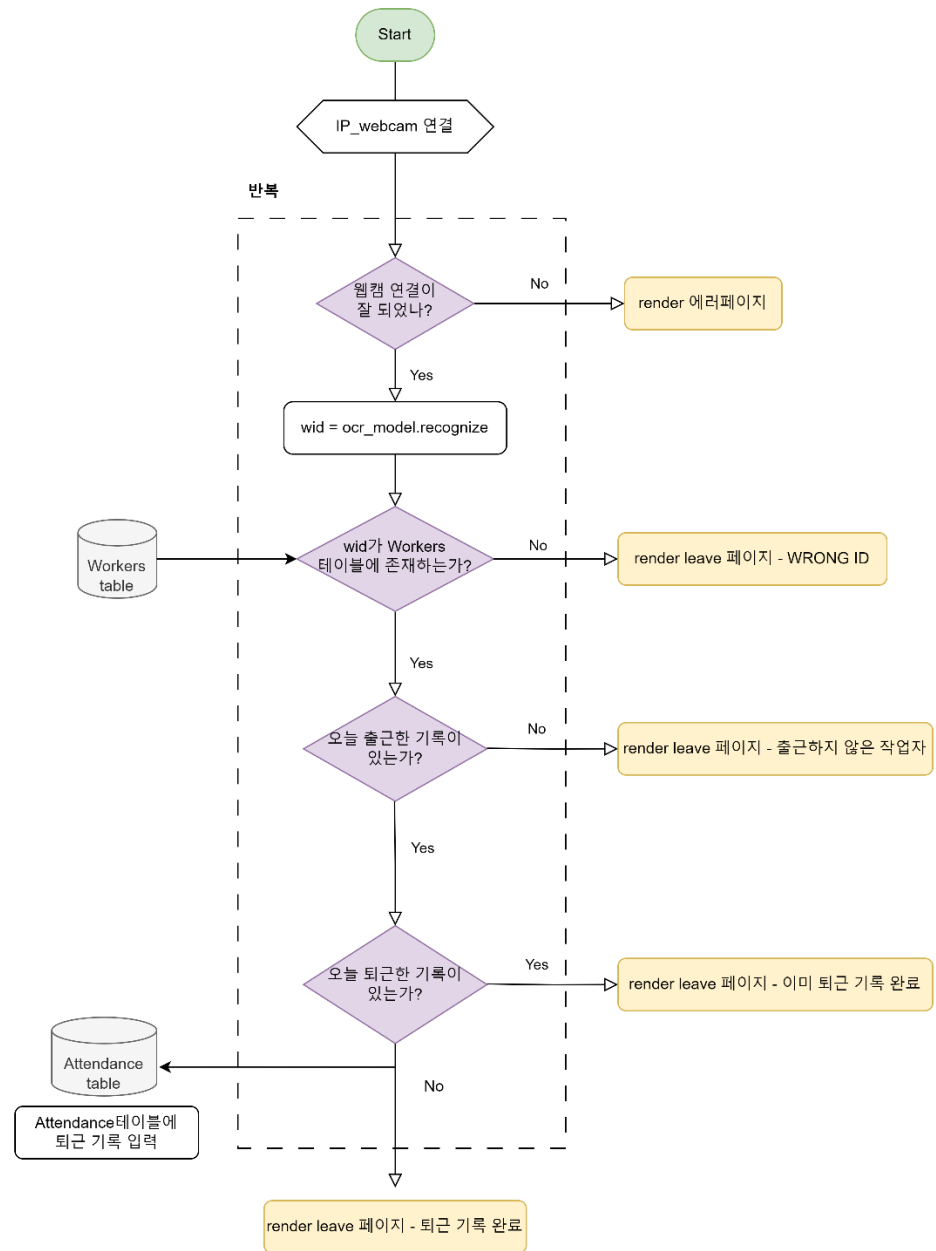 Start
IP_webcam 연결
반복
웹캠 연결이
잘 되었나?
No
render 에러페이지
Yes
wid = ocr_model.recognize
Workers
table
wid가 Workers
테이블에 존재하는가?
No
render leave 페이지 - WRONG ID
Yes
오늘 출근한 기록이
있는가?
No
render leave 페이지 - 출근하지 않은 작업자
Yes
오늘 퇴근한 기록이
있는가?
Yes
render leave 페이지 - 이미 퇴근 기록 완료
Attendance
table
No
Attendance테이블에
퇴근 기록 입력
render leave 페이지 - 퇴근 기록 완료